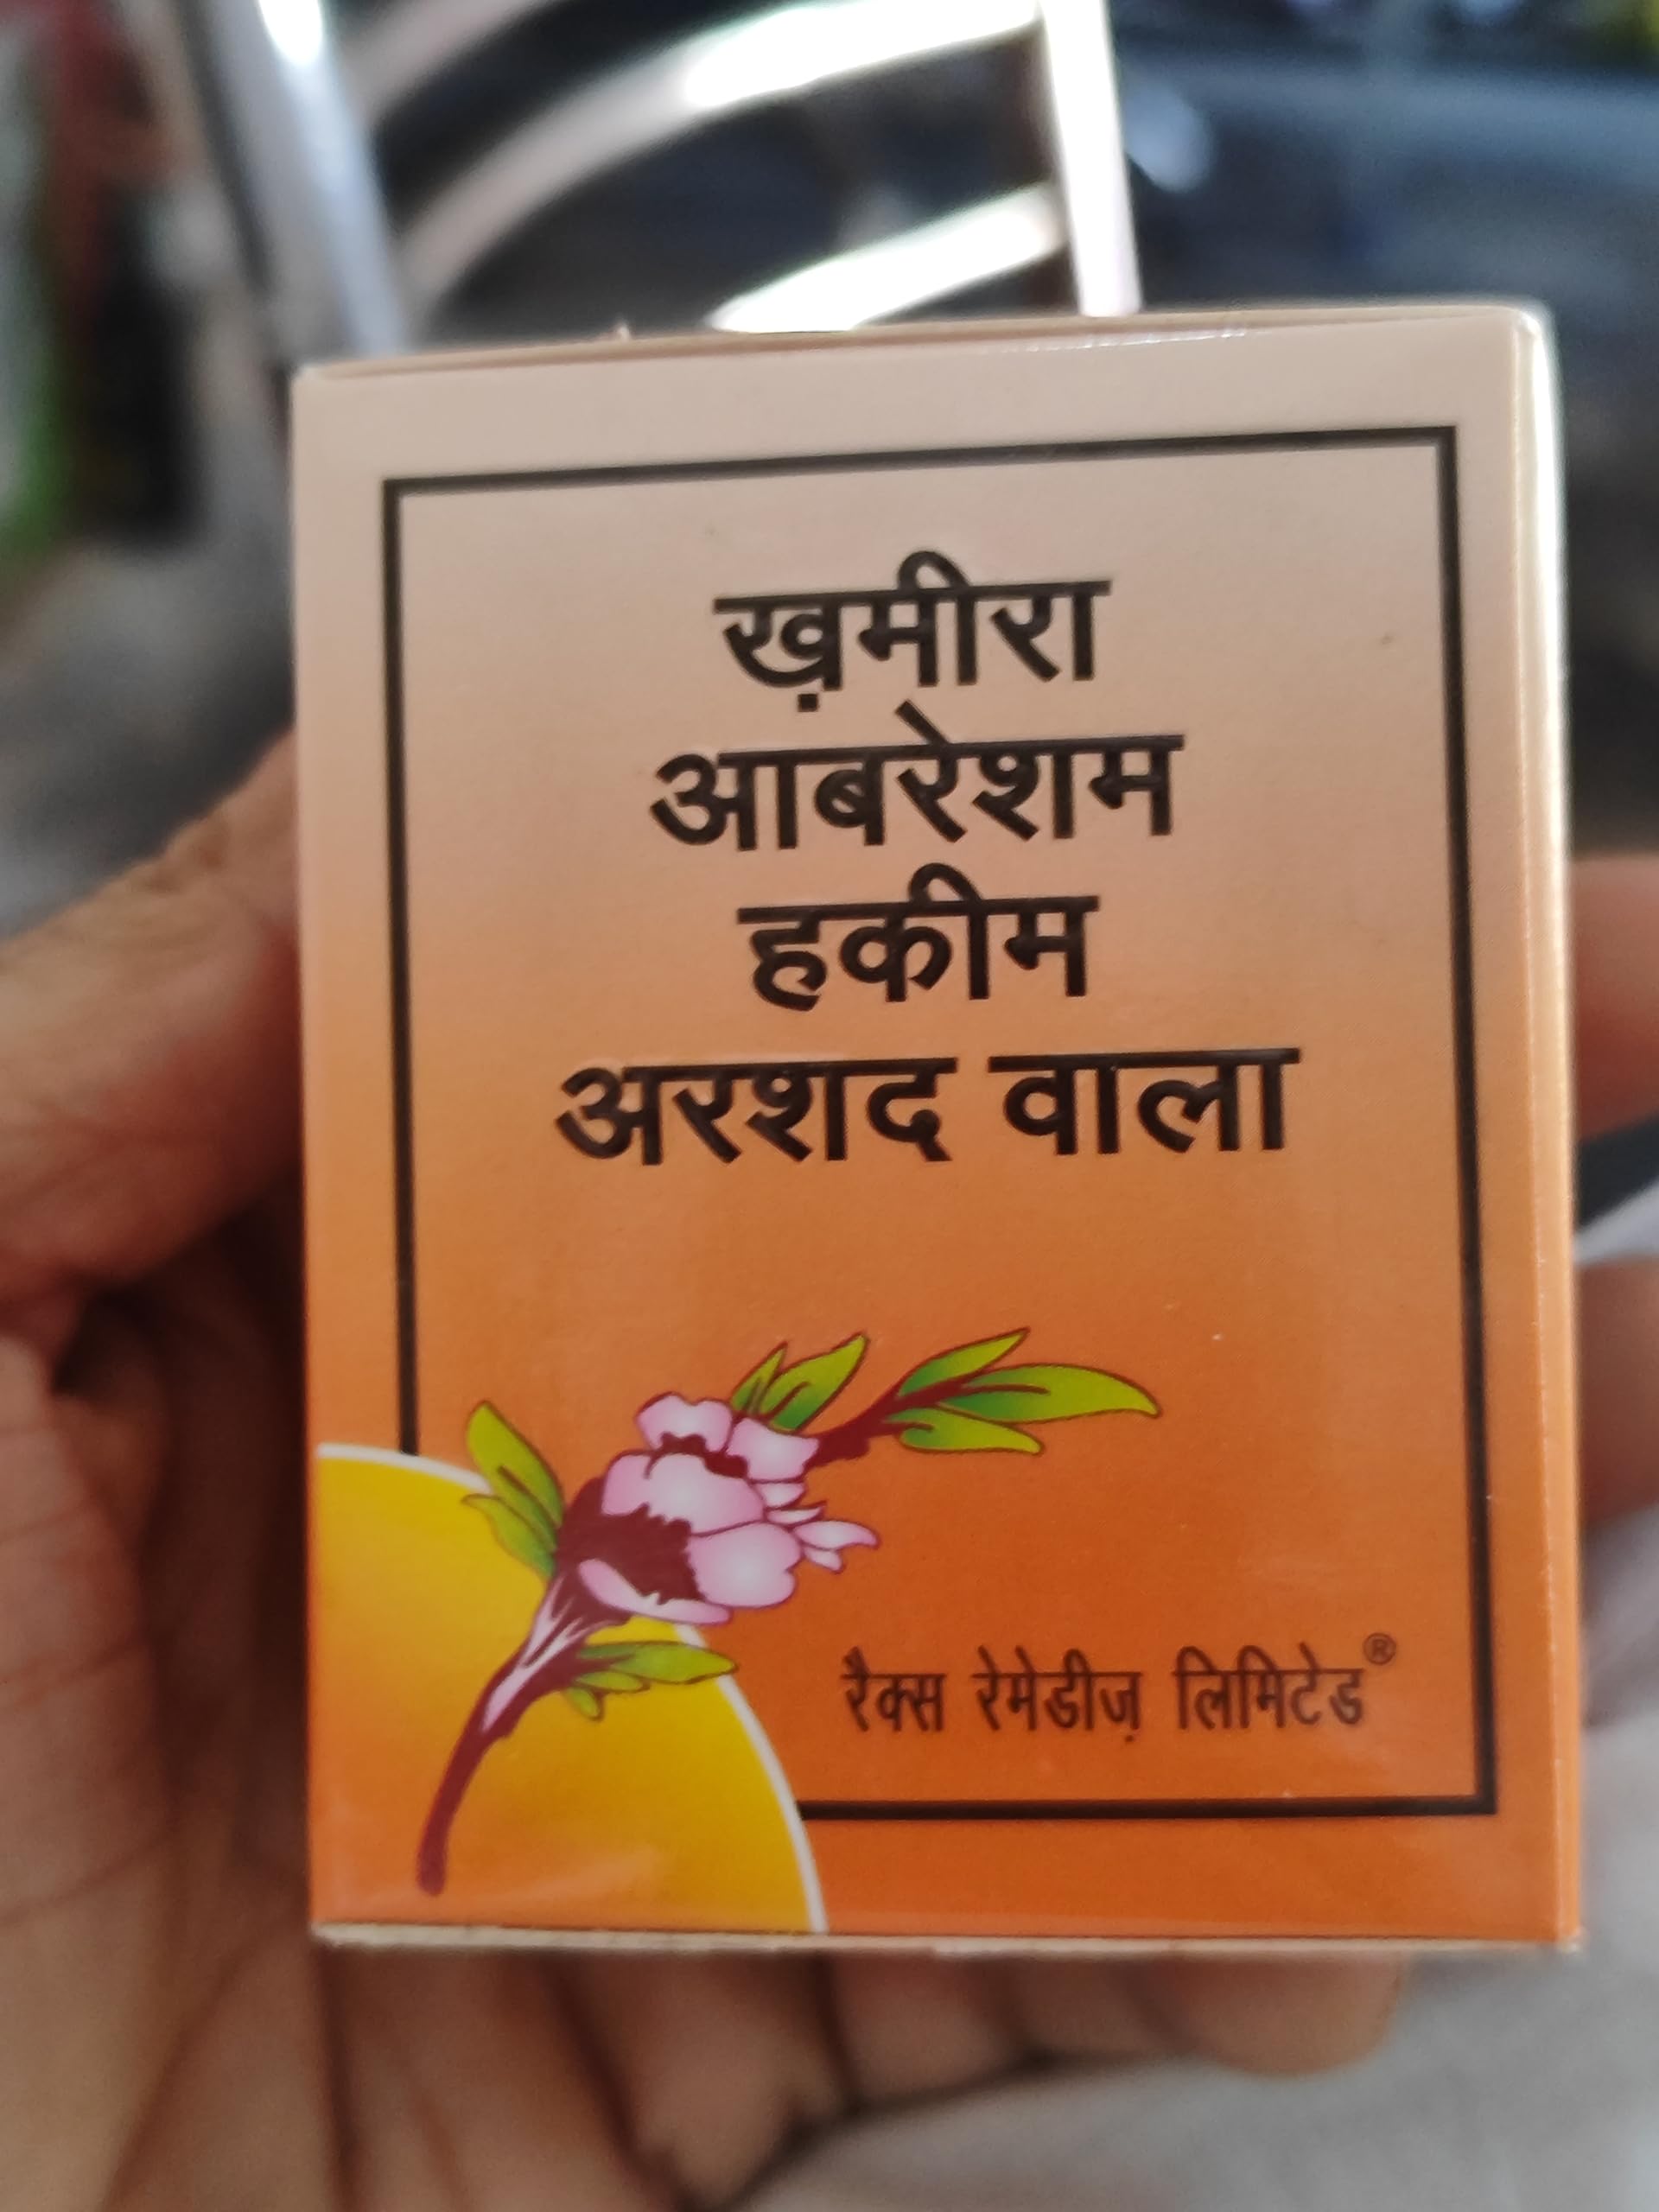 ख़मीरा
आबरेशम
हकीम
अरशद वाला
रैक्स रेमेडीज़ लिमिटेड®